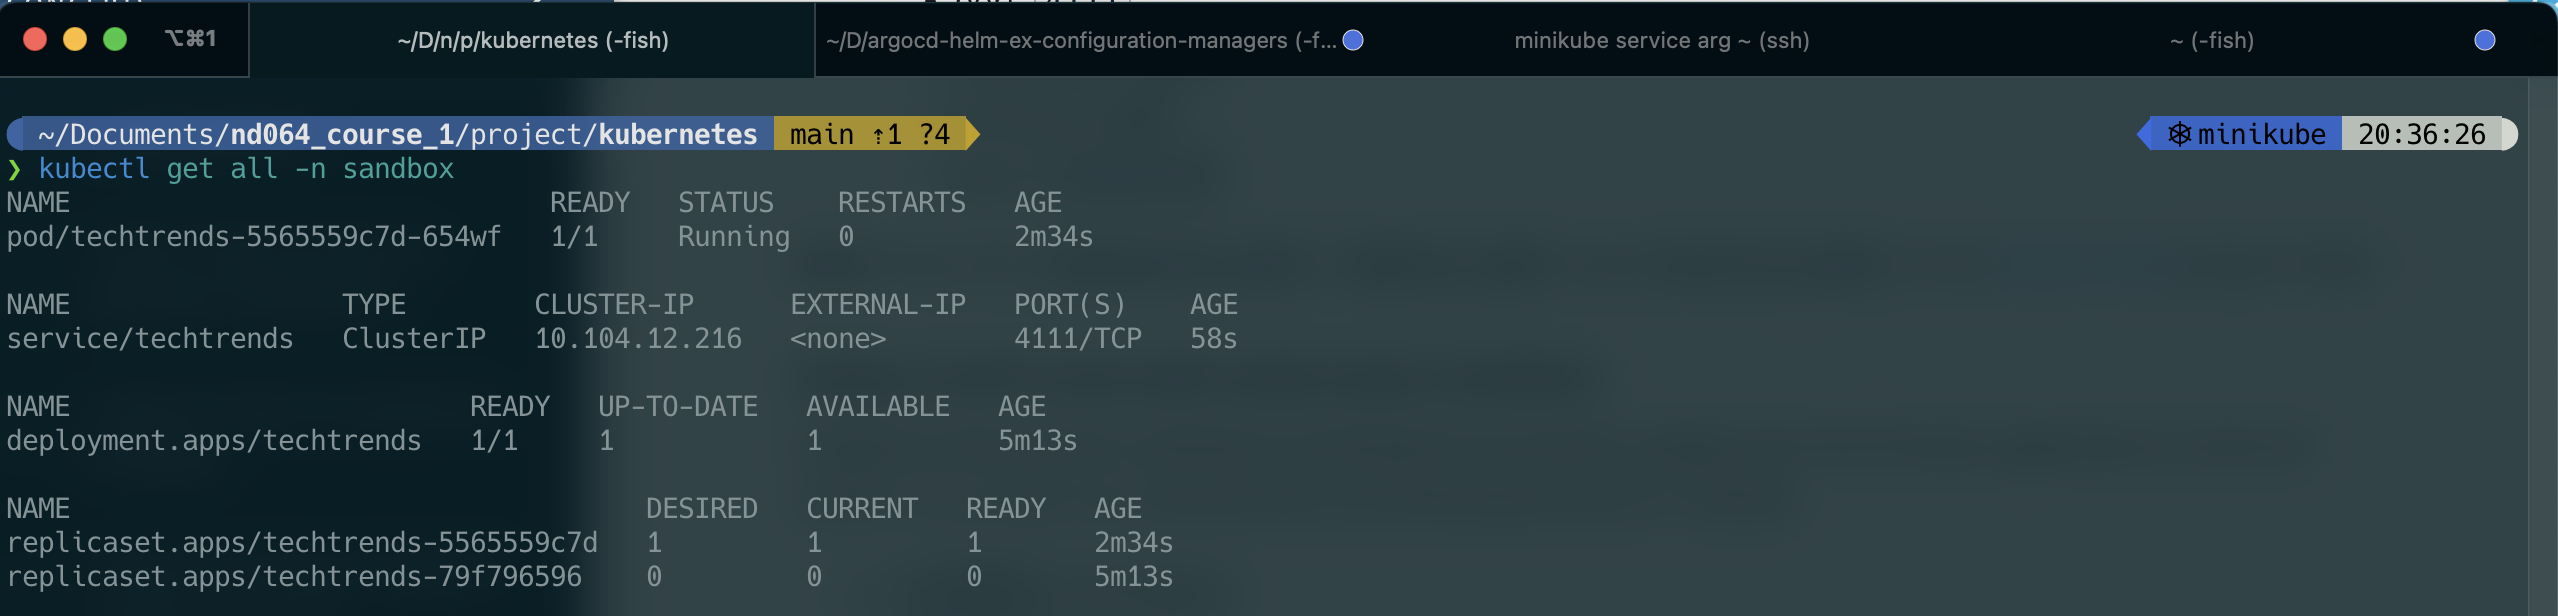 ⌥⌘1 ~/D/n/p/kubernetes (-fish) ~/D/argocd-helm-ex-configuration-managers (-f... minikube service arg ~ (ssh) ~ (-fish)
~/Documents/nd064_course_1/project/kubernetes main ⇡1 ?4 ⎈ minikube 20:36:26
❯ kubectl get all -n sandbox
NAME READY STATUS RESTARTS AGE
pod/techtrends-5565559c7d-654wf 1/1 Running 0 2m34s
NAME TYPE CLUSTER-IP EXTERNAL-IP PORT(S) AGE
service/techtrends ClusterIP 10.104.12.216 <none> 4111/TCP 58s
NAME READY UP-TO-DATE AVAILABLE AGE
deployment.apps/techtrends 1/1 1 1 5m13s
NAME DESIRED CURRENT READY AGE
replicaset.apps/techtrends-5565559c7d 1 1 1 2m34s
replicaset.apps/techtrends-79f796596 0 0 0 5m13s